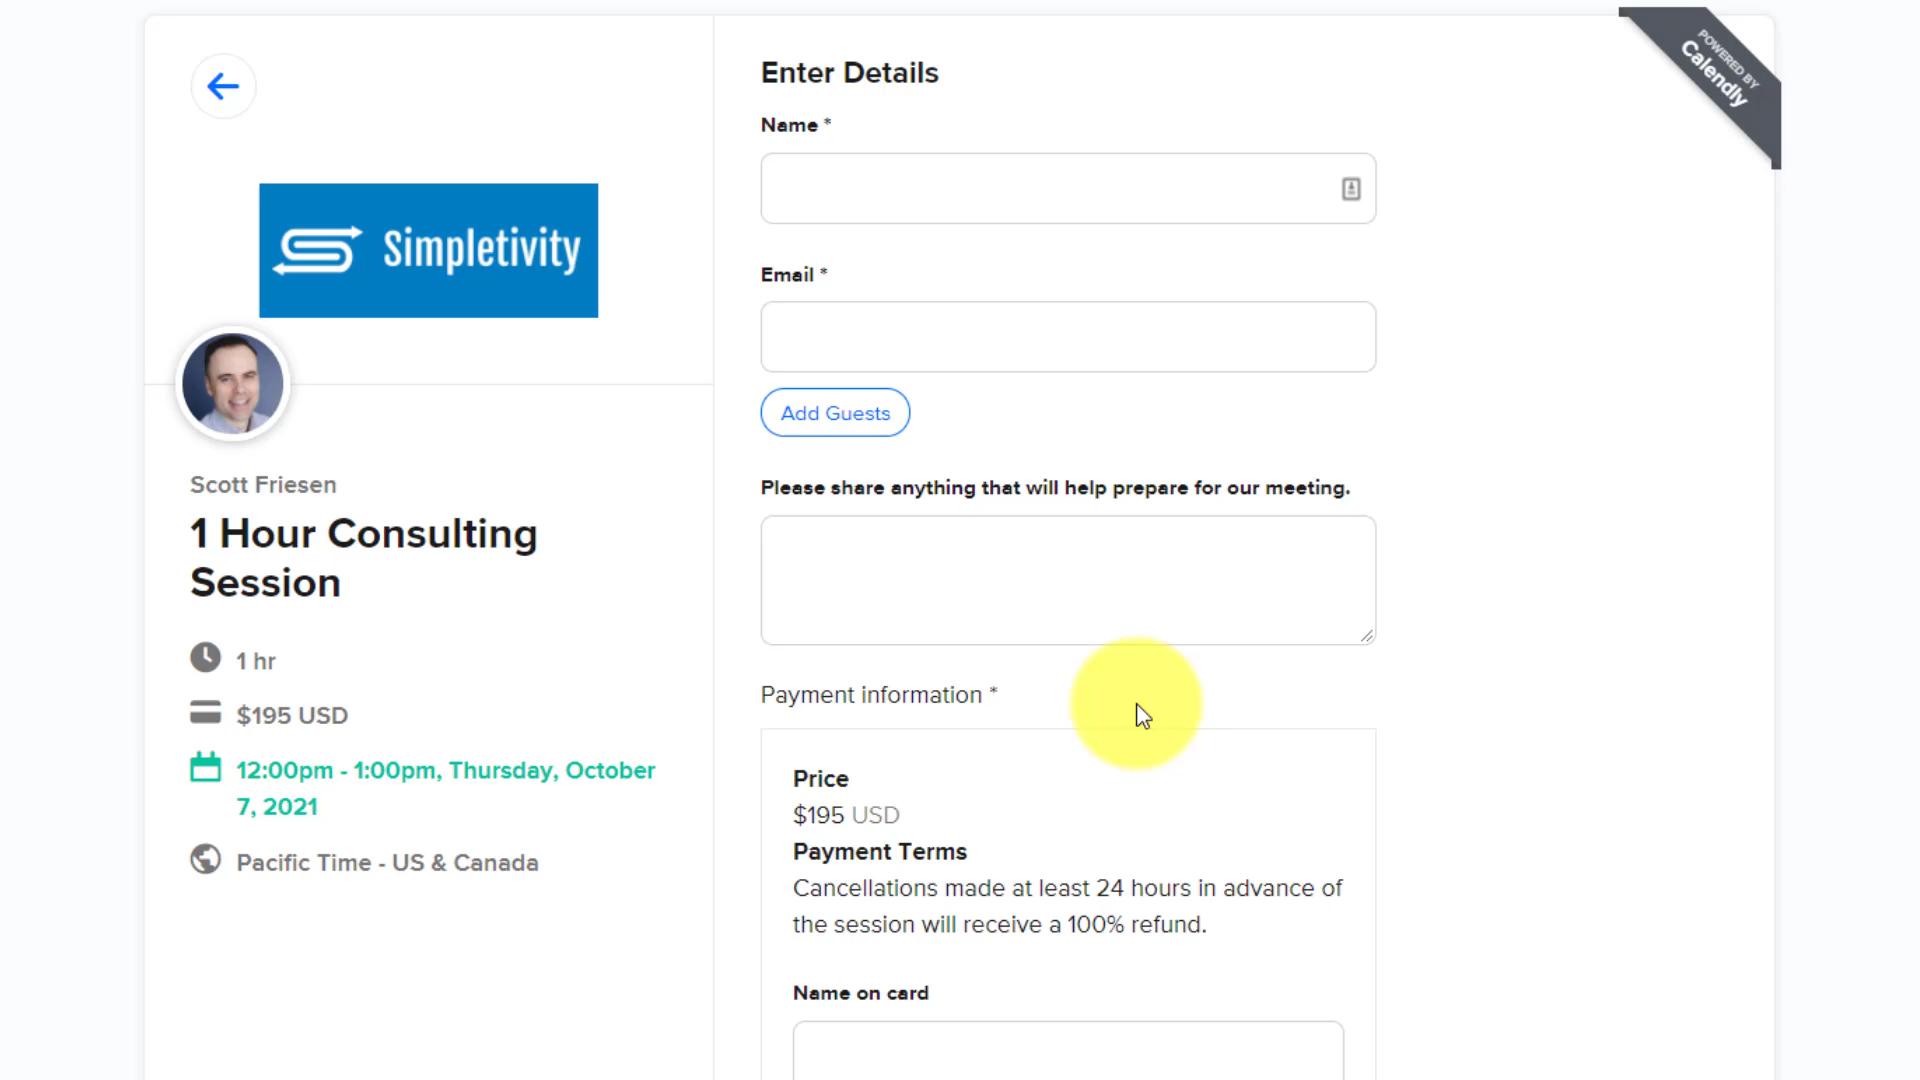 POWERED BY
Calendly
Simpletivity
Scott Friesen
1 Hour Consulting
Session
1 hr
$195 USD
12:00pm - 1:00pm, Thursday, October
7, 2021
Pacific Time - US & Canada
Enter Details
Name *
Email *
Add Guests
Please share anything that will help prepare for our meeting.
Payment information *
Price
$195 USD
Payment Terms
Cancellations made at least 24 hours in advance of
the session will receive a 100% refund.
Name on card